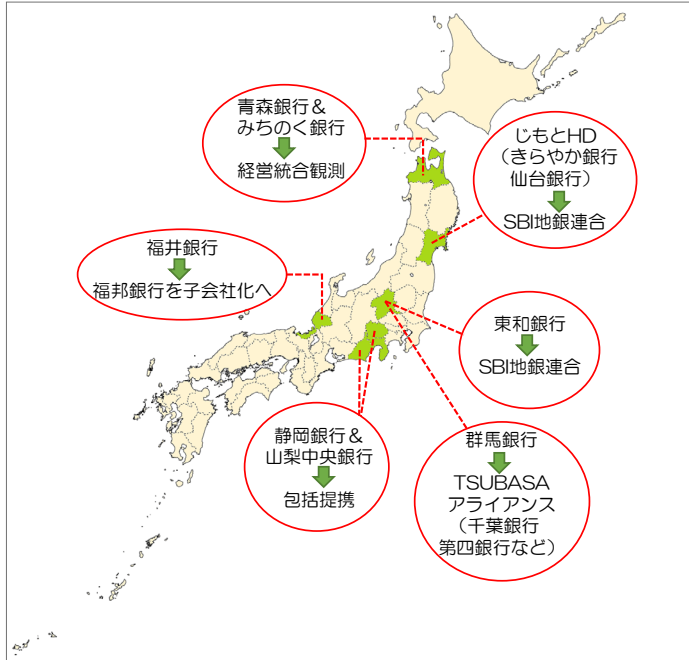 青森銀行＆
みちのく銀行
経営統合観測
じもとHD
（きらやか銀行
仙台銀行）
SBI地銀連合
福井銀行
福邦銀行を子会社化へ
東和銀行
SBI地銀連合
静岡銀行＆
山梨中央銀行
包括提携
群馬銀行
TSUBASA
アライアンス
（千葉銀行
第四銀行など）